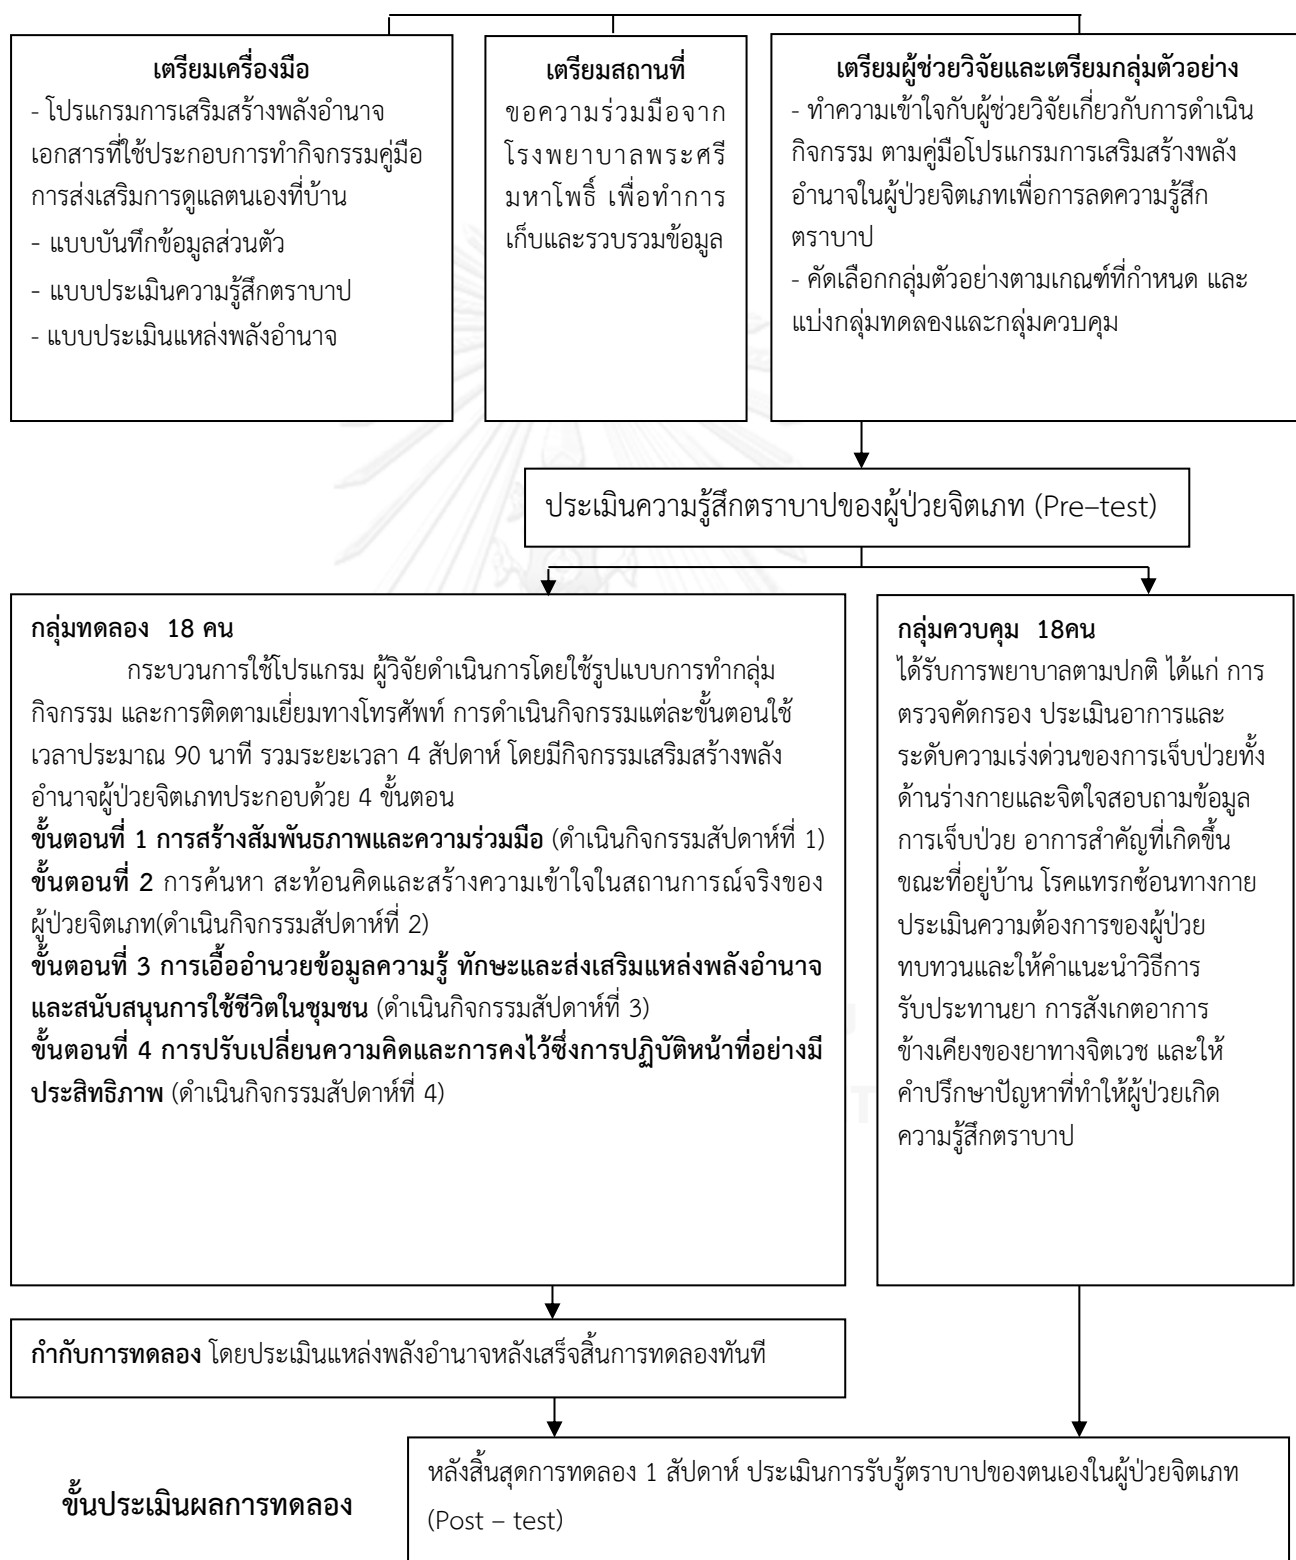 เตรียมเครื่องมือ
- โปรแกรมการเสริมสร้างพลังอำนาจ
เอกสารที่ใช้ประกอบการทำกิจกรรมคู่มือ
การส่งเสริมการดูแลตนเองที่บ้าน
- แบบบันทึกข้อมูลส่วนตัว
- แบบประเมินความรู้สึกตราบาป
- แบบประเมินแหล่งพลังอำนาจ
เตรียมสถานที่
ขอความร่วมมือจาก
โรงพยาบาลพระศรี
มหาโพธิ์ เพื่อทำการ
เก็บและรวบรวมข้อมูล
เตรียมผู้ช่วยวิจัยและเตรียมกลุ่มตัวอย่าง
- ทำความเข้าใจกับผู้ช่วยวิจัยเกี่ยวกับการดำเนิน
กิจกรรม ตามคู่มือโปรแกรมการเสริมสร้างพลัง
อำนาจในผู้ป่วยจิตเภทเพื่อการลดความรู้สึก
ตราบาป
- คัดเลือกกลุ่มตัวอย่างตามเกณฑ์ที่กำหนด และ
แบ่งกลุ่มทดลองและกลุ่มควบคุม
ประเมินความรู้สึกตราบาปของผู้ป่วยจิตเภท (Pre–test)
กลุ่มทดลอง 18 คน
กระบวนการใช้โปรแกรม ผู้วิจัยดำเนินการโดยใช้รูปแบบการทำกลุ่ม
กิจกรรม และการติดตามเยี่ยมทางโทรศัพท์ การดำเนินกิจกรรมแต่ละขั้นตอนใช้
เวลาประมาณ 90 นาที รวมระยะเวลา 4 สัปดาห์ โดยมีกิจกรรมเสริมสร้างพลัง
อำนาจผู้ป่วยจิตเภทประกอบด้วย 4 ขั้นตอน
ขั้นตอนที่ 1 การสร้างสัมพันธภาพและความร่วมมือ (ดำเนินกิจกรรมสัปดาห์ที่ 1)
ขั้นตอนที่ 2 การค้นหา สะท้อนคิดและสร้างความเข้าใจในสถานการณ์จริงของ
ผู้ป่วยจิตเภท(ดำเนินกิจกรรมสัปดาห์ที่ 2)
ขั้นตอนที่ 3 การเอื้ออำนวยข้อมูลความรู้ ทักษะและส่งเสริมแหล่งพลังอำนาจ
และสนับสนุนการใช้ชีวิตในชุมชน (ดำเนินกิจกรรมสัปดาห์ที่ 3)
ขั้นตอนที่ 4 การปรับเปลี่ยนความคิดและการคงไว้ซึ่งการปฏิบัติหน้าที่อย่างมี
ประสิทธิภาพ (ดำเนินกิจกรรมสัปดาห์ที่ 4)
กลุ่มควบคุม 18คน
ได้รับการพยาบาลตามปกติ ได้แก่ การ
ตรวจคัดกรอง ประเมินอาการและ
ระดับความเร่งด่วนของการเจ็บป่วยทั้ง
ด้านร่างกายและจิตใจสอบถามข้อมูล
การเจ็บป่วย อาการสำคัญที่เกิดขึ้น
ขณะที่อยู่บ้าน โรคแทรกซ้อนทางกาย
ประเมินความต้องการของผู้ป่วย
ทบทวนและให้คำแนะนำวิธีการ
รับประทานยา การสังเกตอาการ
ข้างเคียงของยาทางจิตเวช และให้
คำปรึกษาปัญหาที่ทำให้ผู้ป่วยเกิด
ความรู้สึกตราบาป
กำกับการทดลอง โดยประเมินแหล่งพลังอำนาจหลังเสร็จสิ้นการทดลองทันที
ขั้นประเมินผลการทดลอง
หลังสิ้นสุดการทดลอง 1 สัปดาห์ ประเมินการรับรู้ตราบาปของตนเองในผู้ป่วยจิตเภท
(Post – test)